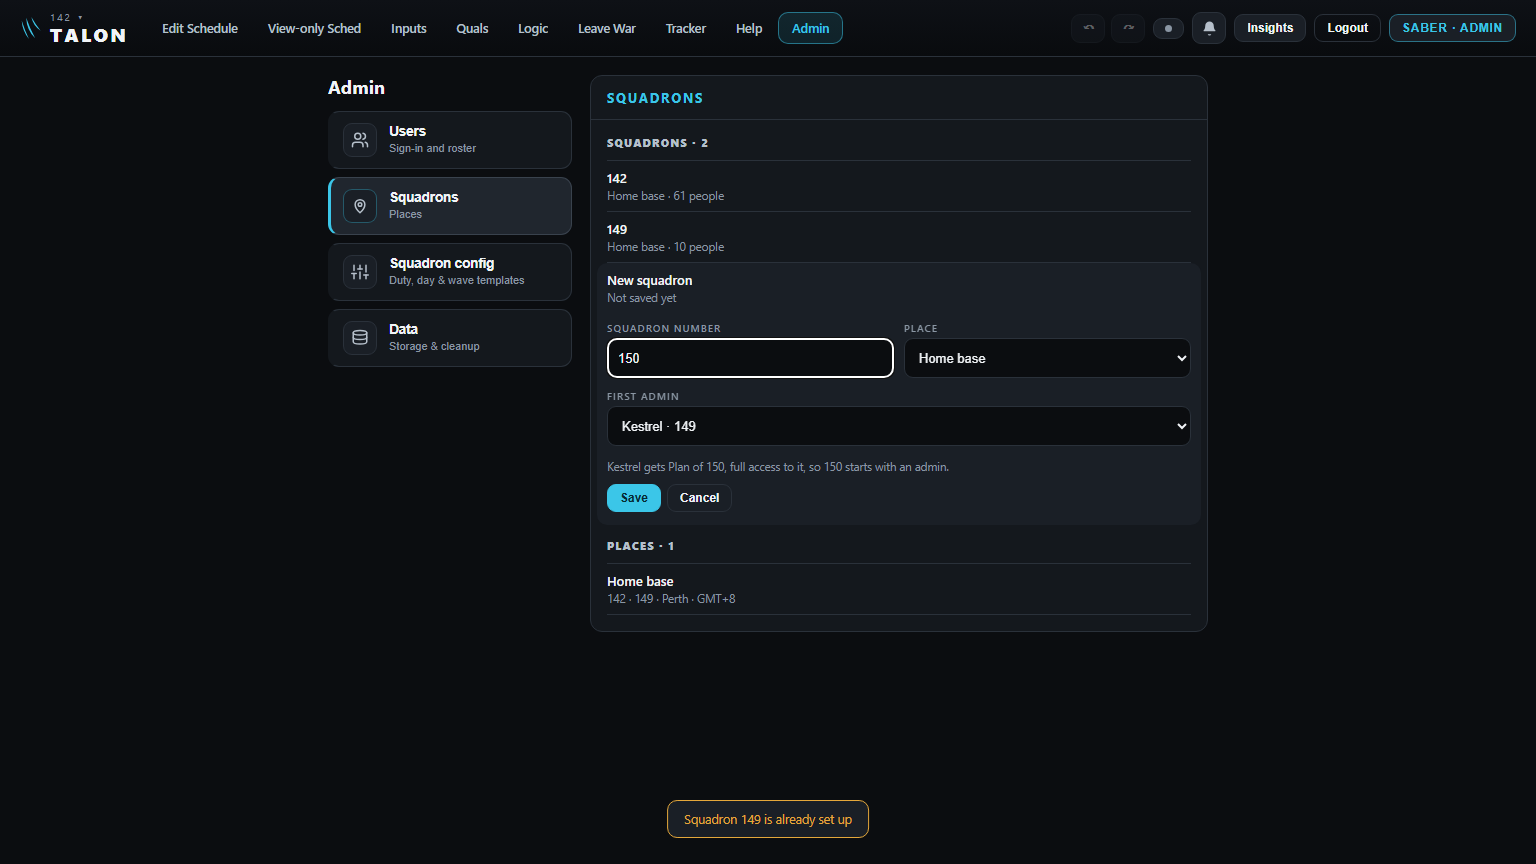 142 ▾
TALON
Edit Schedule
View-only Sched
Inputs
Quals
Logic
Leave War
Tracker
Help
Admin
Insights
Logout
SABER · ADMIN
Admin
Users
Sign-in and roster
Squadrons
Places
Squadron config
Duty, day & wave templates
Data
Storage & cleanup
SQUADRONS
SQUADRONS · 2
142
Home base · 61 people
149
Home base · 10 people
New squadron
Not saved yet
SQUADRON NUMBER
PLACE
150
Home base
FIRST ADMIN
Kestrel · 149
Kestrel gets Plan of 150, full access to it, so 150 starts with an admin.
Save
Cancel
PLACES · 1
Home base
142 · 149 · Perth · GMT+8
Squadron 149 is already set up